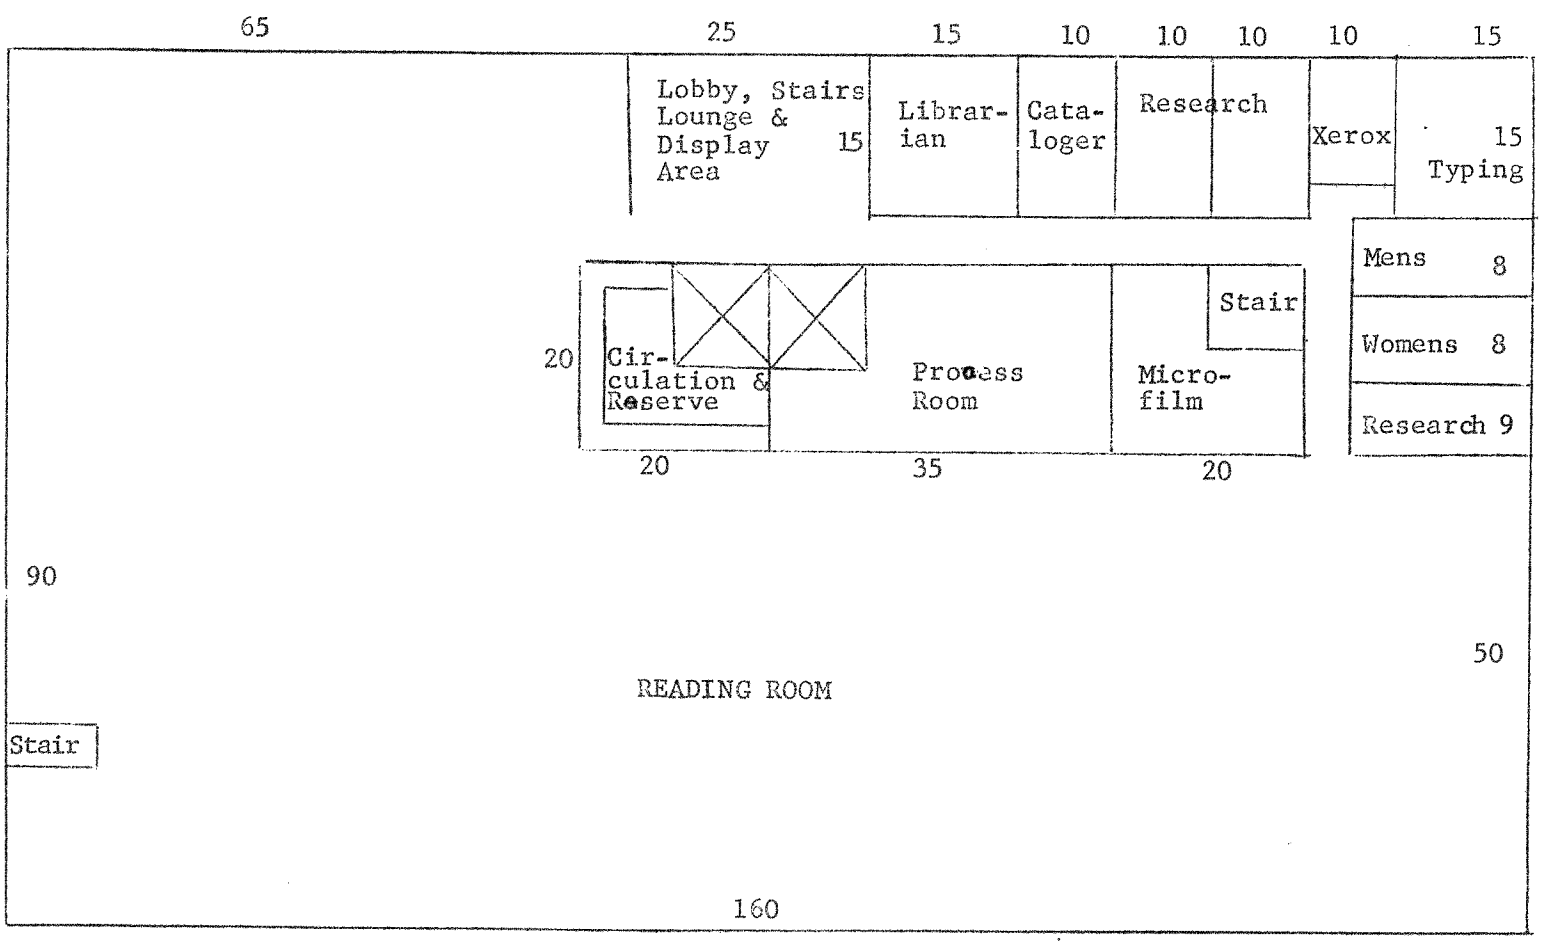 65 25 15 10 10 10 10 15
Lobby, Stairs
Lounge &
Display 15
Area
Librar-
ian
Cata-
loger
Research
Xerox
15
Typing
Mens 8
Womens 8
Research 9
Stair
20
Cir-
culation &
Reserve
Process
Room
Micro-
film
20 35 20
90
50
READING ROOM
Stair
160